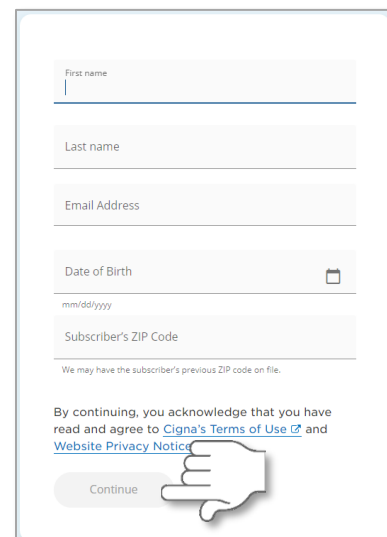 First name
Last name
Email Address
Date of Birth
mm/dd/yyyy
Subscriber's ZIP Code
We may have the subscriber's previous ZIP code on file.
By continuing, you acknowledge that you have
read and agree to Cigna's Terms of Use and
Website Privacy Notice
Continue